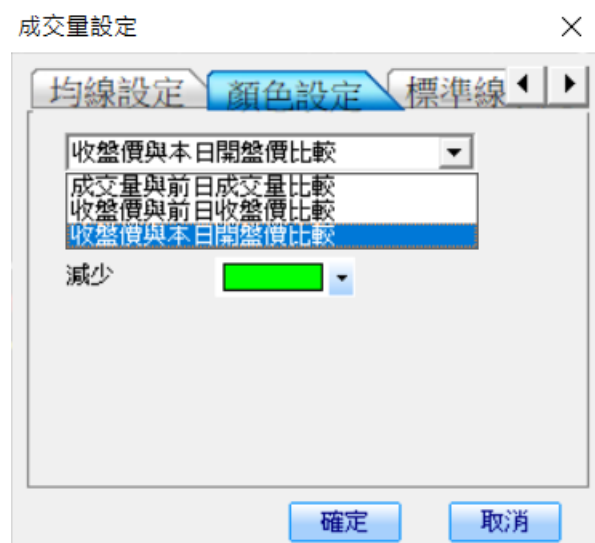 成交量設定
均線設定 顏色設定 標準線
收盤價與本日開盤價比較
成交量與前日成交量比較
收盤價與前日收盤價比較
收盤價與本日開盤價比較
減少
確定 取消